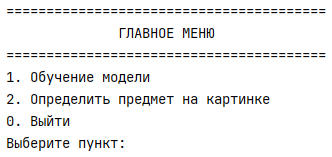 ========================================
ГЛАВНОЕ МЕНЮ
========================================
1. Обучение модели
2. Определить предмет на картинке
0. Выйти
Выберите пункт: